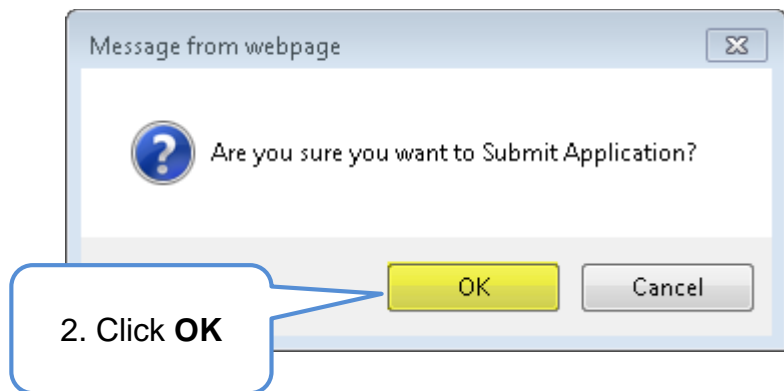 Message from webpage
Are you sure you want to Submit Application?
OK
Cancel
2. Click OK